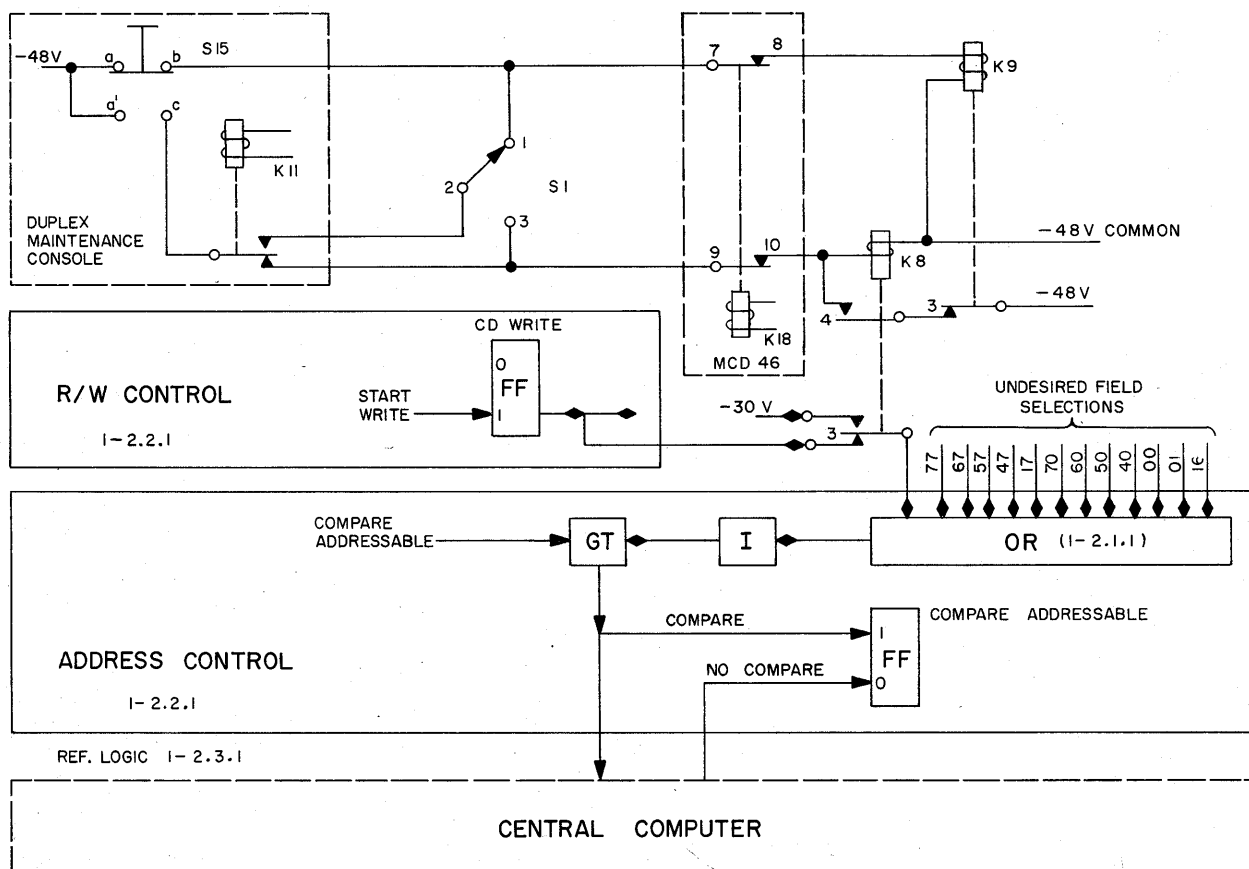 -48V
a
b
S15
a'
c
K11
DUPLEX
MAINTENANCE
CONSOLE
1
2
S1
3
7
8
K9
9
10
K8
-48V COMMON
4
3
-48V
K18
MCD 46
CD WRITE
0
FF
1
START
WRITE
R/W CONTROL
1-2.2.1
-30 V
3
UNDESIRED FIELD
SELECTIONS
77
67
57
47
17
70
60
50
40
00
01
16
COMPARE
ADDRESSABLE
GT
I
OR (1-2.1.1)
COMPARE
COMPARE ADDRESSABLE
1
FF
0
NO COMPARE
ADDRESS CONTROL
1-2.2.1
REF. LOGIC 1-2.3.1
CENTRAL COMPUTER